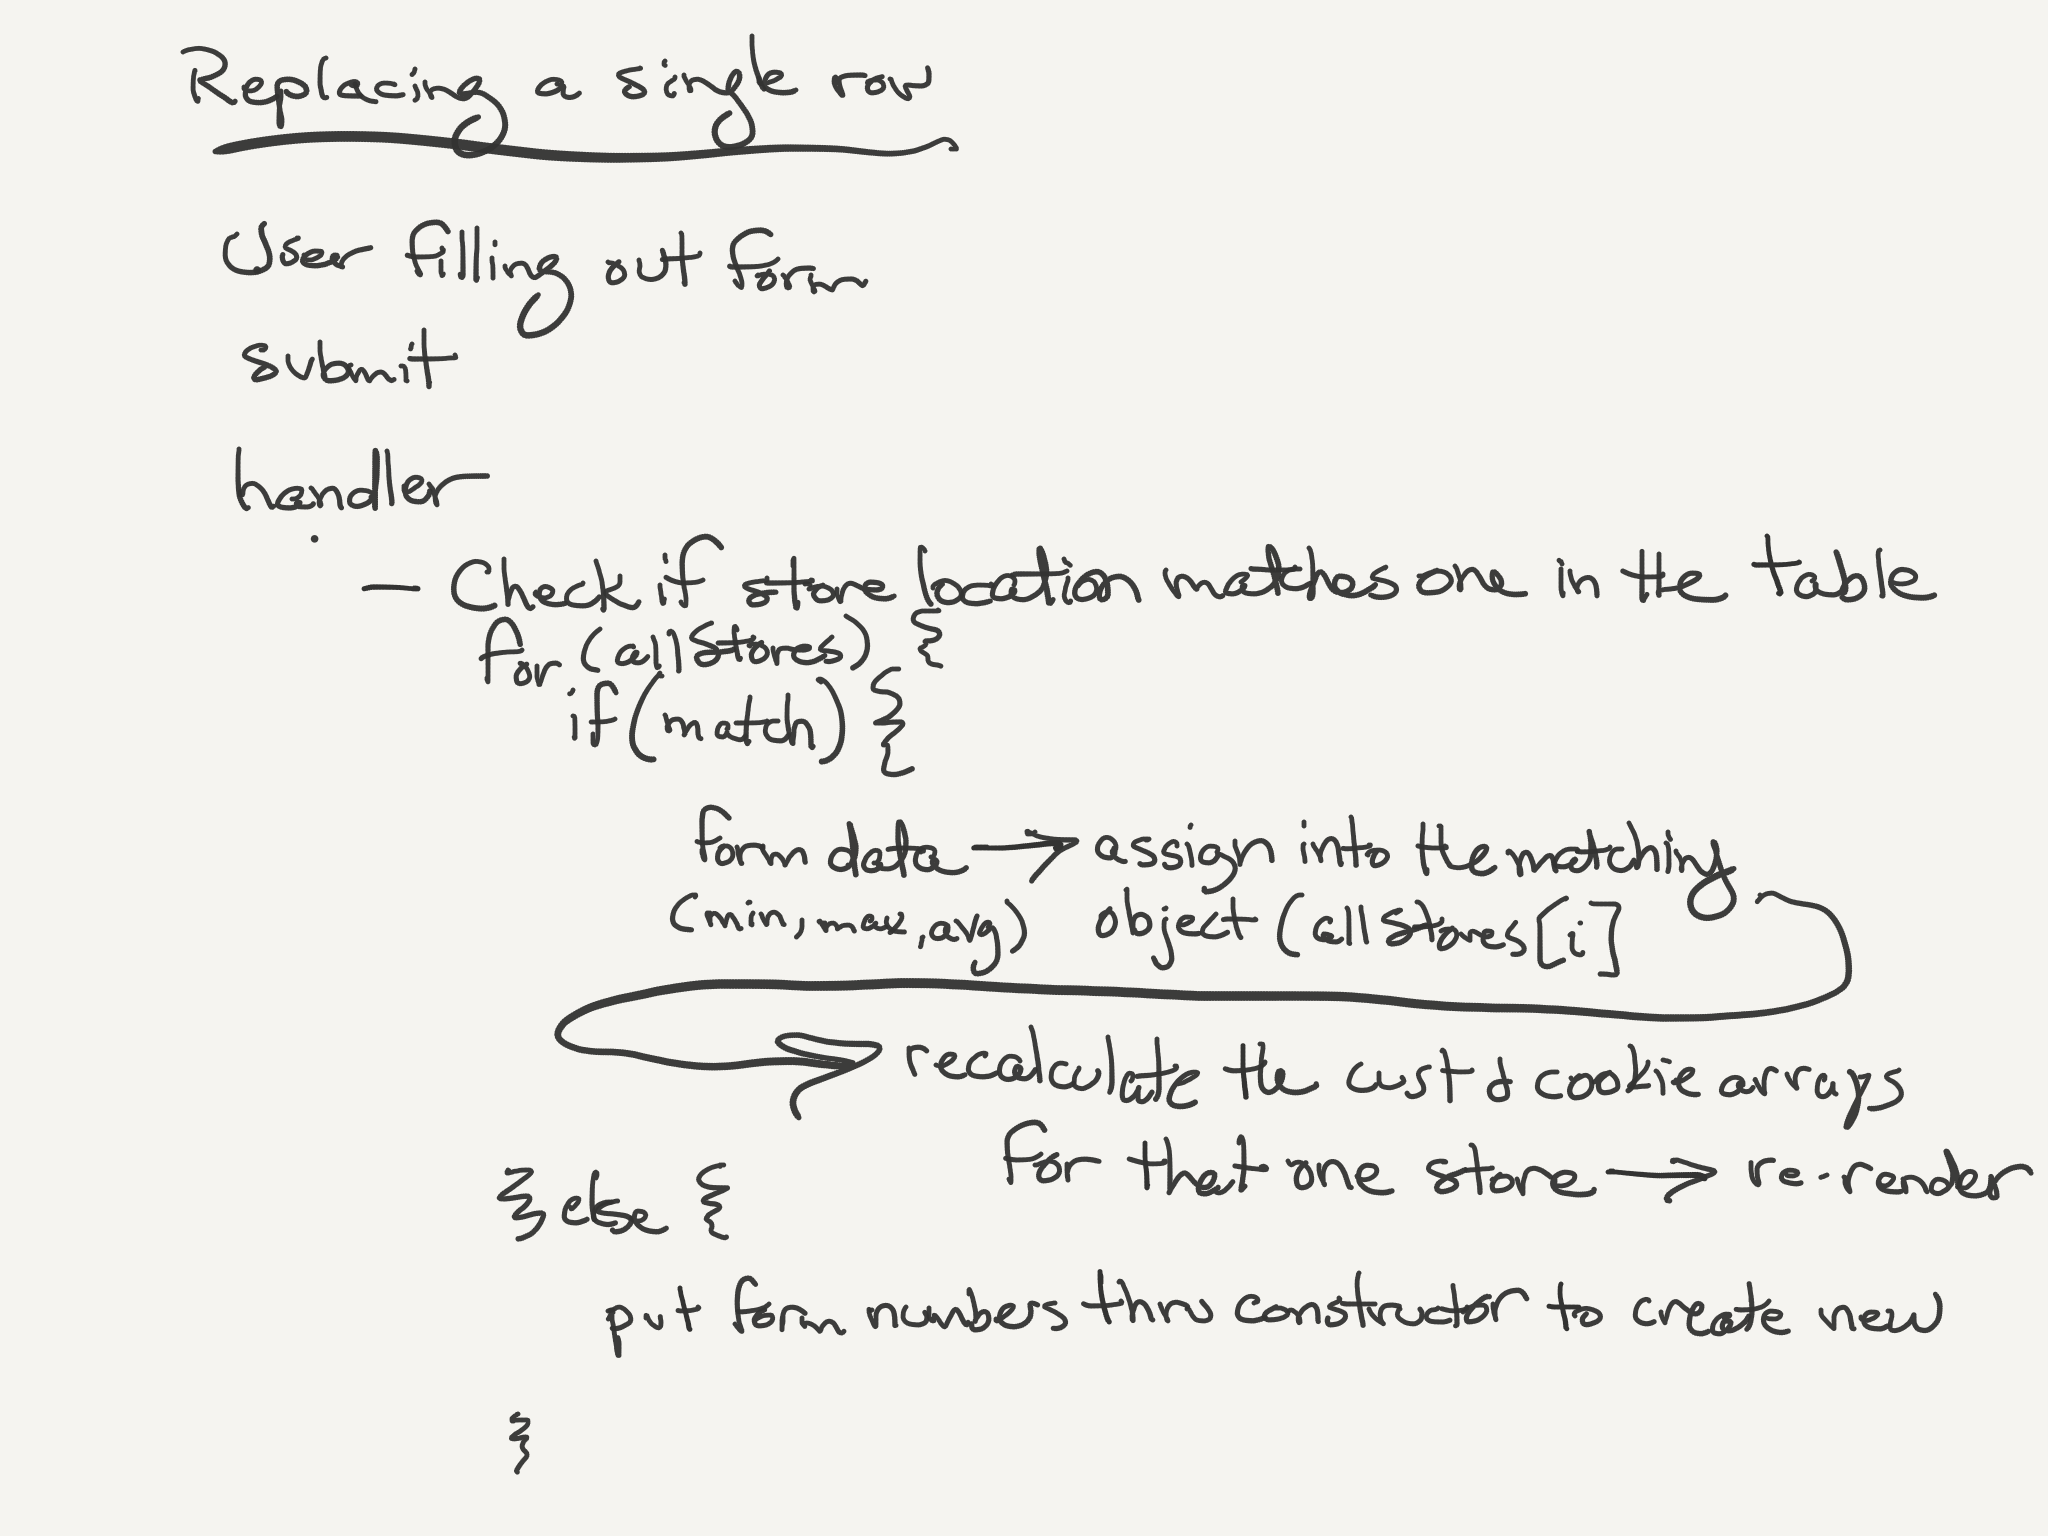 Replacing a single row
User filling out form
submit
handler
— Check if store location matches one in the table
for (allStores) {
if (match) {
form data → assign into the matching
(min, max, avg) object (allStores[i]
→ recalculate the cust & cookie arrays
for that one store → re-render
} else {
put form numbers thru constructor to create new
}